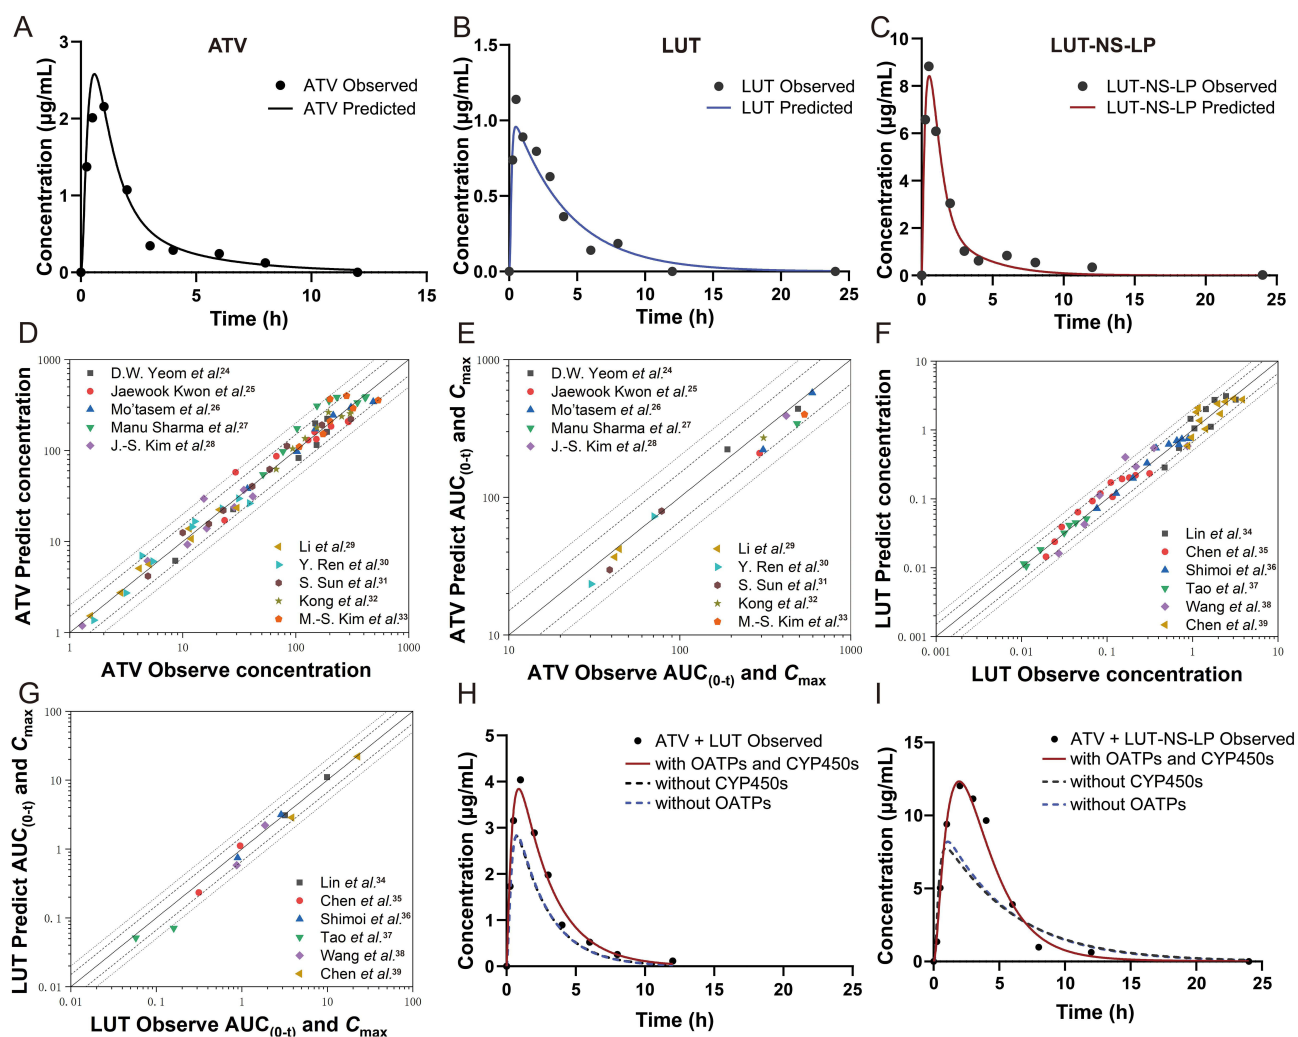 A
ATV
Concentration (µg/mL)
3
2
1
0
0
5
10
15
Time (h)
ATV Observed
ATV Predicted
B
LUT
Concentration (µg/mL)
1.5
1.0
0.5
0.0
0
5
10
15
20
25
Time (h)
LUT Observed
LUT Predicted
C
LUT-NS-LP
Concentration (µg/mL)
10
8
6
4
2
0
0
5
10
15
20
25
Time (h)
LUT-NS-LP Observed
LUT-NS-LP Predicted
D
ATV Predict concentration
1000
100
10
1
1
10
100
1000
ATV Observe concentration
D.W. Yeom et al.24
Jaewook Kwon et al.25
Mo'tasem et al.26
Manu Sharma et al.27
J.-S. Kim et al.28
Li et al.29
Y. Ren et al.30
S. Sun et al.31
Kong et al.32
M.-S. Kim et al.33
E
ATV Predict AUC(0-t) and Cmax
1000
100
10
10
100
1000
ATV Observe AUC(0-t) and Cmax
D.W. Yeom et al.24
Jaewook Kwon et al.25
Mo'tasem et al.26
Manu Sharma et al.27
J.-S. Kim et al.28
Li et al.29
Y. Ren et al.30
S. Sun et al.31
Kong et al.32
M.-S. Kim et al.33
F
LUT Predict concentration
10
1
0.1
0.01
0.001
0.001
0.01
0.1
1
10
LUT Observe concentration
Lin et al.34
Chen et al.35
Shimoi et al.36
Tao et al.37
Wang et al.38
Chen et al.39
G
LUT Predict AUC(0-t) and Cmax
100
10
1
0.1
0.01
0.01
0.1
1
10
100
LUT Observe AUC(0-t) and Cmax
Lin et al.34
Chen et al.35
Shimoi et al.36
Tao et al.37
Wang et al.38
Chen et al.39
H
Concentration (µg/mL)
5
4
3
2
1
0
0
5
10
15
20
25
Time (h)
ATV + LUT Observed
with OATPs and CYP450s
without CYP450s
without OATPs
I
Concentration (µg/mL)
15
10
5
0
0
5
10
15
20
25
Time (h)
ATV + LUT-NS-LP Observed
with OATPs and CYP450s
without CYP450s
without OATPs